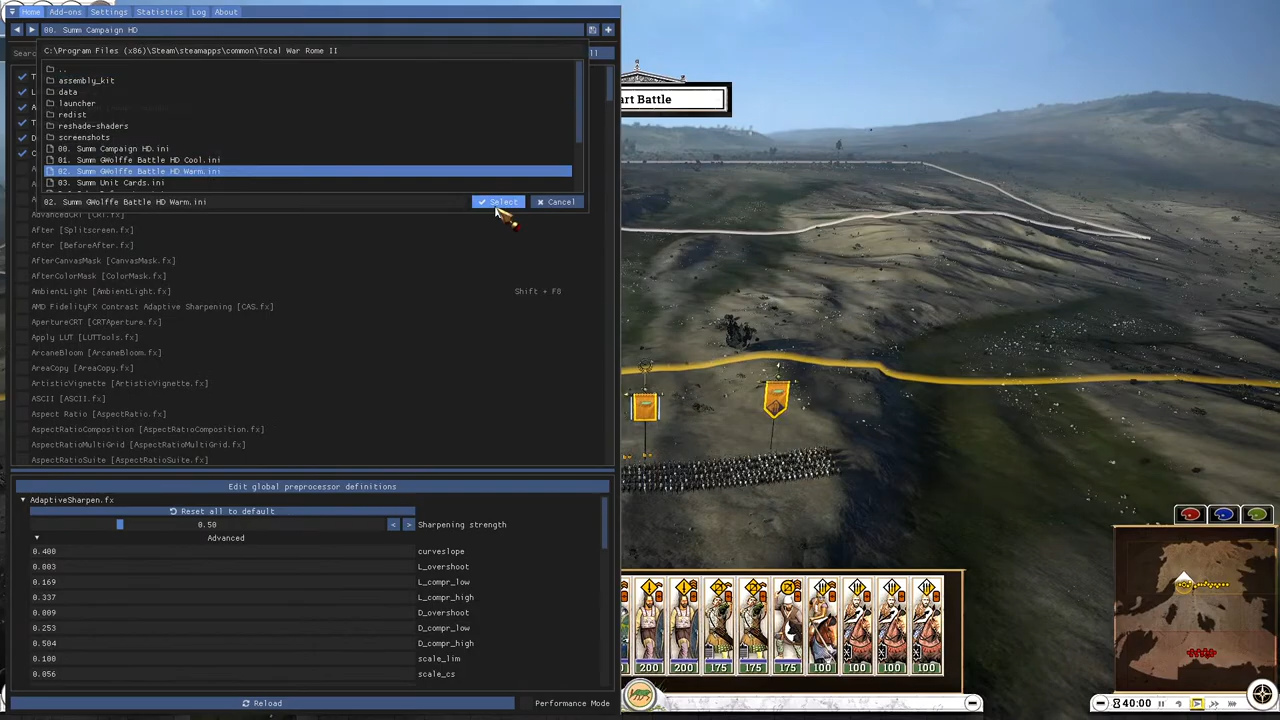 Home Add-ons Settings Statistics Log About
00. Summ Campaign HD
C:\Program Files (x86)\Steam\steamapps\common\Total War Rome II
..
assembly_kit
data
launcher
redist
reshade-shaders
screenshots
00. Summ Campaign HD.ini
01. Summ GWolffe Battle HD Cool.ini
02. Summ GWolffe Battle HD Warm.ini
03. Summ Unit Cards.ini
02. Summ GWolffe Battle HD Warm.ini
Select Cancel
AdvancedCRT [CRT.fx]
After [Splitscreen.fx]
After [BeforeAfter.fx]
AfterCanvasMask [CanvasMask.fx]
AfterColorMask [ColorMask.fx]
AmbientLight [AmbientLight.fx] Shift + F8
AMD FidelityFX Contrast Adaptive Sharpening [CAS.fx]
ApertureCRT [CRTAperture.fx]
Apply LUT [LUTTools.fx]
ArcaneBloom [ArcaneBloom.fx]
AreaCopy [AreaCopy.fx]
ArtisticVignette [ArtisticVignette.fx]
ASCII [ASCII.fx]
Aspect Ratio [AspectRatio.fx]
AspectRatioComposition [AspectRatioComposition.fx]
AspectRatioMultiGrid [AspectRatioMultiGrid.fx]
AspectRatioSuite [AspectRatioSuite.fx]
Edit global preprocessor definitions
AdaptiveSharpen.fx
Reset all to default
0.50 < > Sharpening strength
Advanced
0.400 curveslope
0.003 L_overshoot
0.169 L_compr_low
0.337 L_compr_high
0.009 D_overshoot
0.253 D_compr_low
0.504 D_compr_high
0.100 scale_lim
0.056 scale_cs
Reload Performance Mode
art Battle
200 200 175 175 175 100 100 100 100
40:00